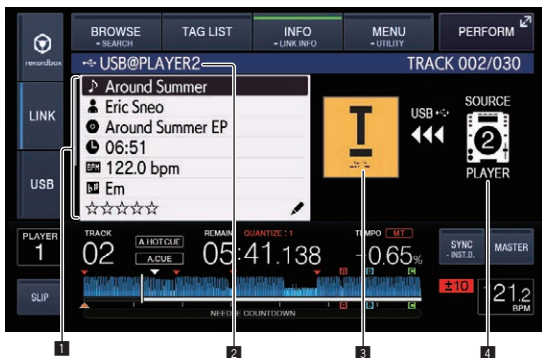 BROWSE
- SEARCH
TAG LIST
INFO
- LINK INFO
MENU
- UTILITY
PERFORM
rekordbox
USB@PLAYER2
TRACK 002/030
LINK
USB
Around Summer
Eric Sneo
Around Summer EP
06:51
BPM 122.0 bpm
Em
☆☆☆☆☆
USB
SOURCE
2
PLAYER
PLAYER
1
SLIP
TRACK
02
A.HOT CUE
A.CUE
REMAIN
QUANTIZE : 1
05:41.138
TEMPO
MT
-0.65%
SYNC
- INST.D.
MASTER
±10
121.2
BPM
NEEDLE COUNTDOWN
1
2
3
4